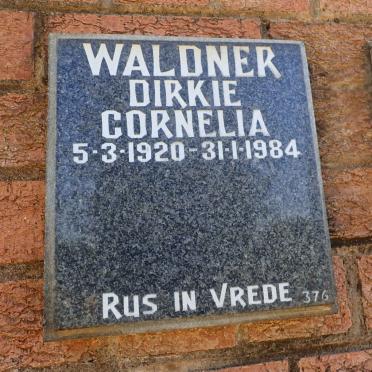 WALDNER
DIRKIE
CORNELIA
5·3·1920-31·1·1984
RUS IN VREDE 376